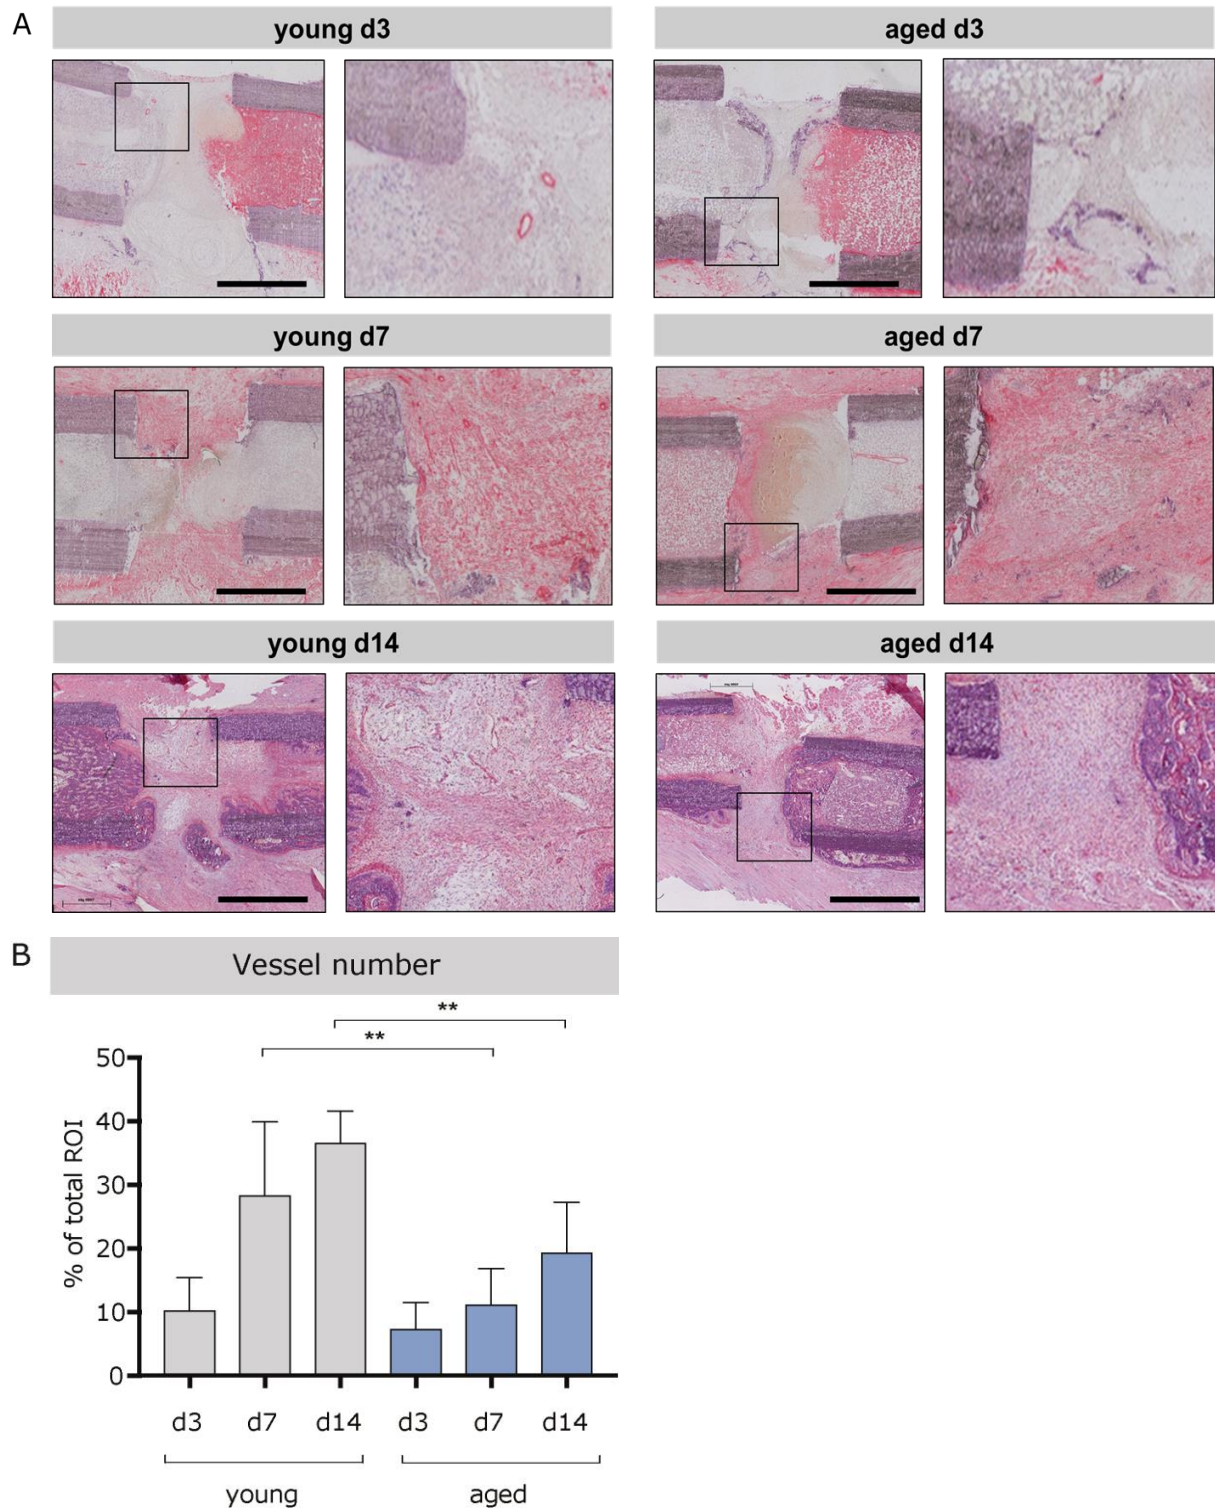 A
young d3
aged d3
young d7
aged d7
young d14
aged d14
B
Vessel number
**
**
% of total ROI
50
40
30
20
10
0
d3 d7 d14 d3 d7 d14
young aged